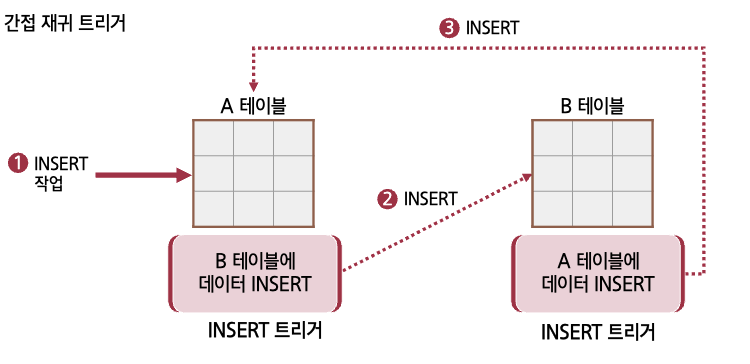 간접 재귀 트리거
3 INSERT
A 테이블
B 테이블
1 INSERT
작업
2 INSERT
B 테이블에
데이터 INSERT
A 테이블에
데이터 INSERT
INSERT 트리거
INSERT 트리거